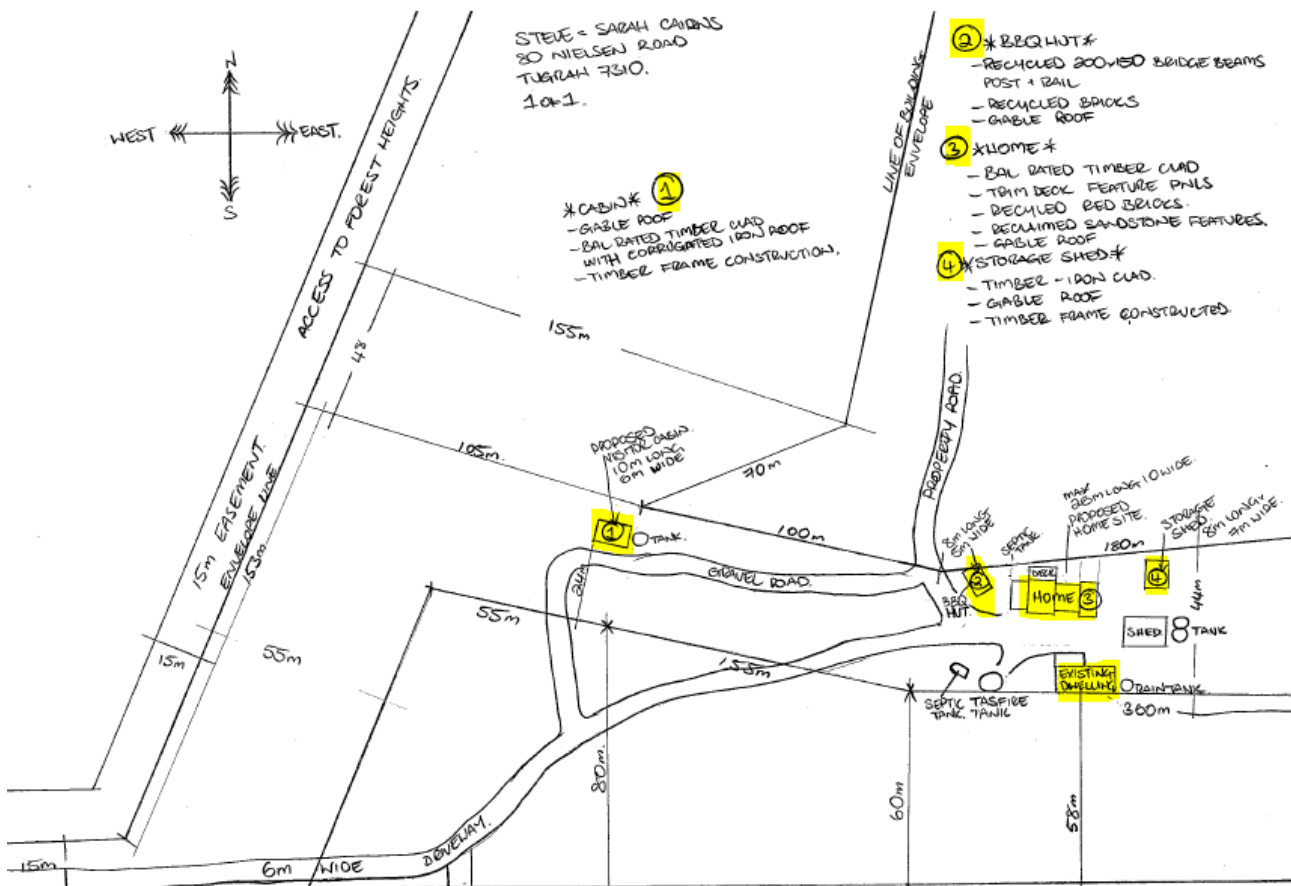 STEVE = SARAH CAIRNS
80 NIELSEN ROAD
TUGRAH 7310.
1 of 1.
N
WEST
EAST.
S
ACCESS TO FOREST HEIGHTS.
*CABIN* 1
- GABLE ROOF
- BAL RATED TIMBER CLAD
WITH CORRUGATED IRON ROOF
- TIMBER FRAME CONSTRUCTION.
LINE OF BUILDING
ENVELOPE
2 *BBQ HUT*
- RECYCLED 200x150 BRIDGE BEAMS
POST + RAIL
- RECYCLED BRICKS
- GABLE ROOF
3 *HOME*
- BAL RATED TIMBER CLAD
- TRIM DECK FEATURE PNLS
- RECYLED RED BRICKS.
- RECLAIMED SANDSTONE FEATURES.
- GABLE ROOF
4 *STORAGE SHED*
- TIMBER - IRON CLAD.
- GABLE ROOF
- TIMBER FRAME CONSTRUCTED.
155m
48
105m.
PROPOSED
VISITOR CABIN.
10m LONG
6m WIDE
70m
PROPERTY ROAD.
15m EASEMENT.
ENVELOPE LINE
153m
1
TANK.
100m
8m LONG
5m WIDE
SEPTIC
TANK.
MAX
28m LONG 10 WIDE.
PROPOSED
HOME SITE.
180m
STORAGE
SHED.
8m LONG x
7m WIDE.
GRAVEL ROAD.
24m
2
BBQ
HUT.
DECK
HOME
3
4
44m
55m
SHED
TANK
15m
55m
155m
SEPTIC
TANK.
TASFIRE
TANK
EXISTING
DWELLING
RAINTANK.
360m
80m.
60m
58m
DRIVEWAY.
15m
6m WIDE